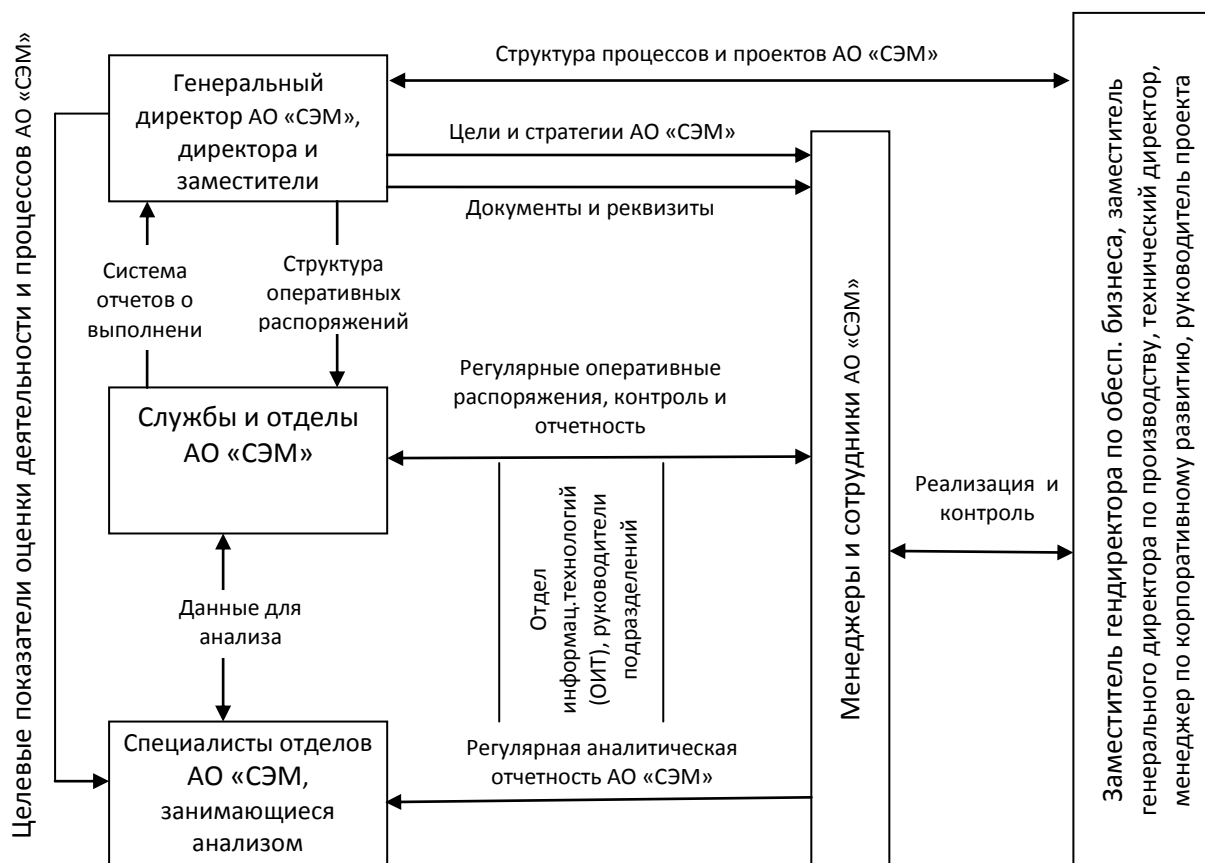 Целевые показатели оценки деятельности и процессов АО «СЭМ»
Генеральный
директор АО «СЭМ»,
директора и
заместители
Структура процессов и проектов АО «СЭМ»
Цели и стратегии АО «СЭМ»
Документы и реквизиты
Система
отчетов о
выполнени
Структура
оперативных
распоряжений
Службы и отделы
АО «СЭМ»
Регулярные оперативные
распоряжения, контроль и
отчетность
Данные для
анализа
Отдел
информац.технологий
(ОИТ), руководители
подразделений
Специалисты отделов
АО «СЭМ,
занимающиеся
анализом
Регулярная аналитическая
отчетность АО «СЭМ»
Менеджеры и сотрудники АО «СЭМ»
Реализация и
контроль
Заместитель гендиректора по обесп. бизнеса, заместитель
генерального директора по производству, технический директор,
менеджер по корпоративному развитию, руководитель проекта